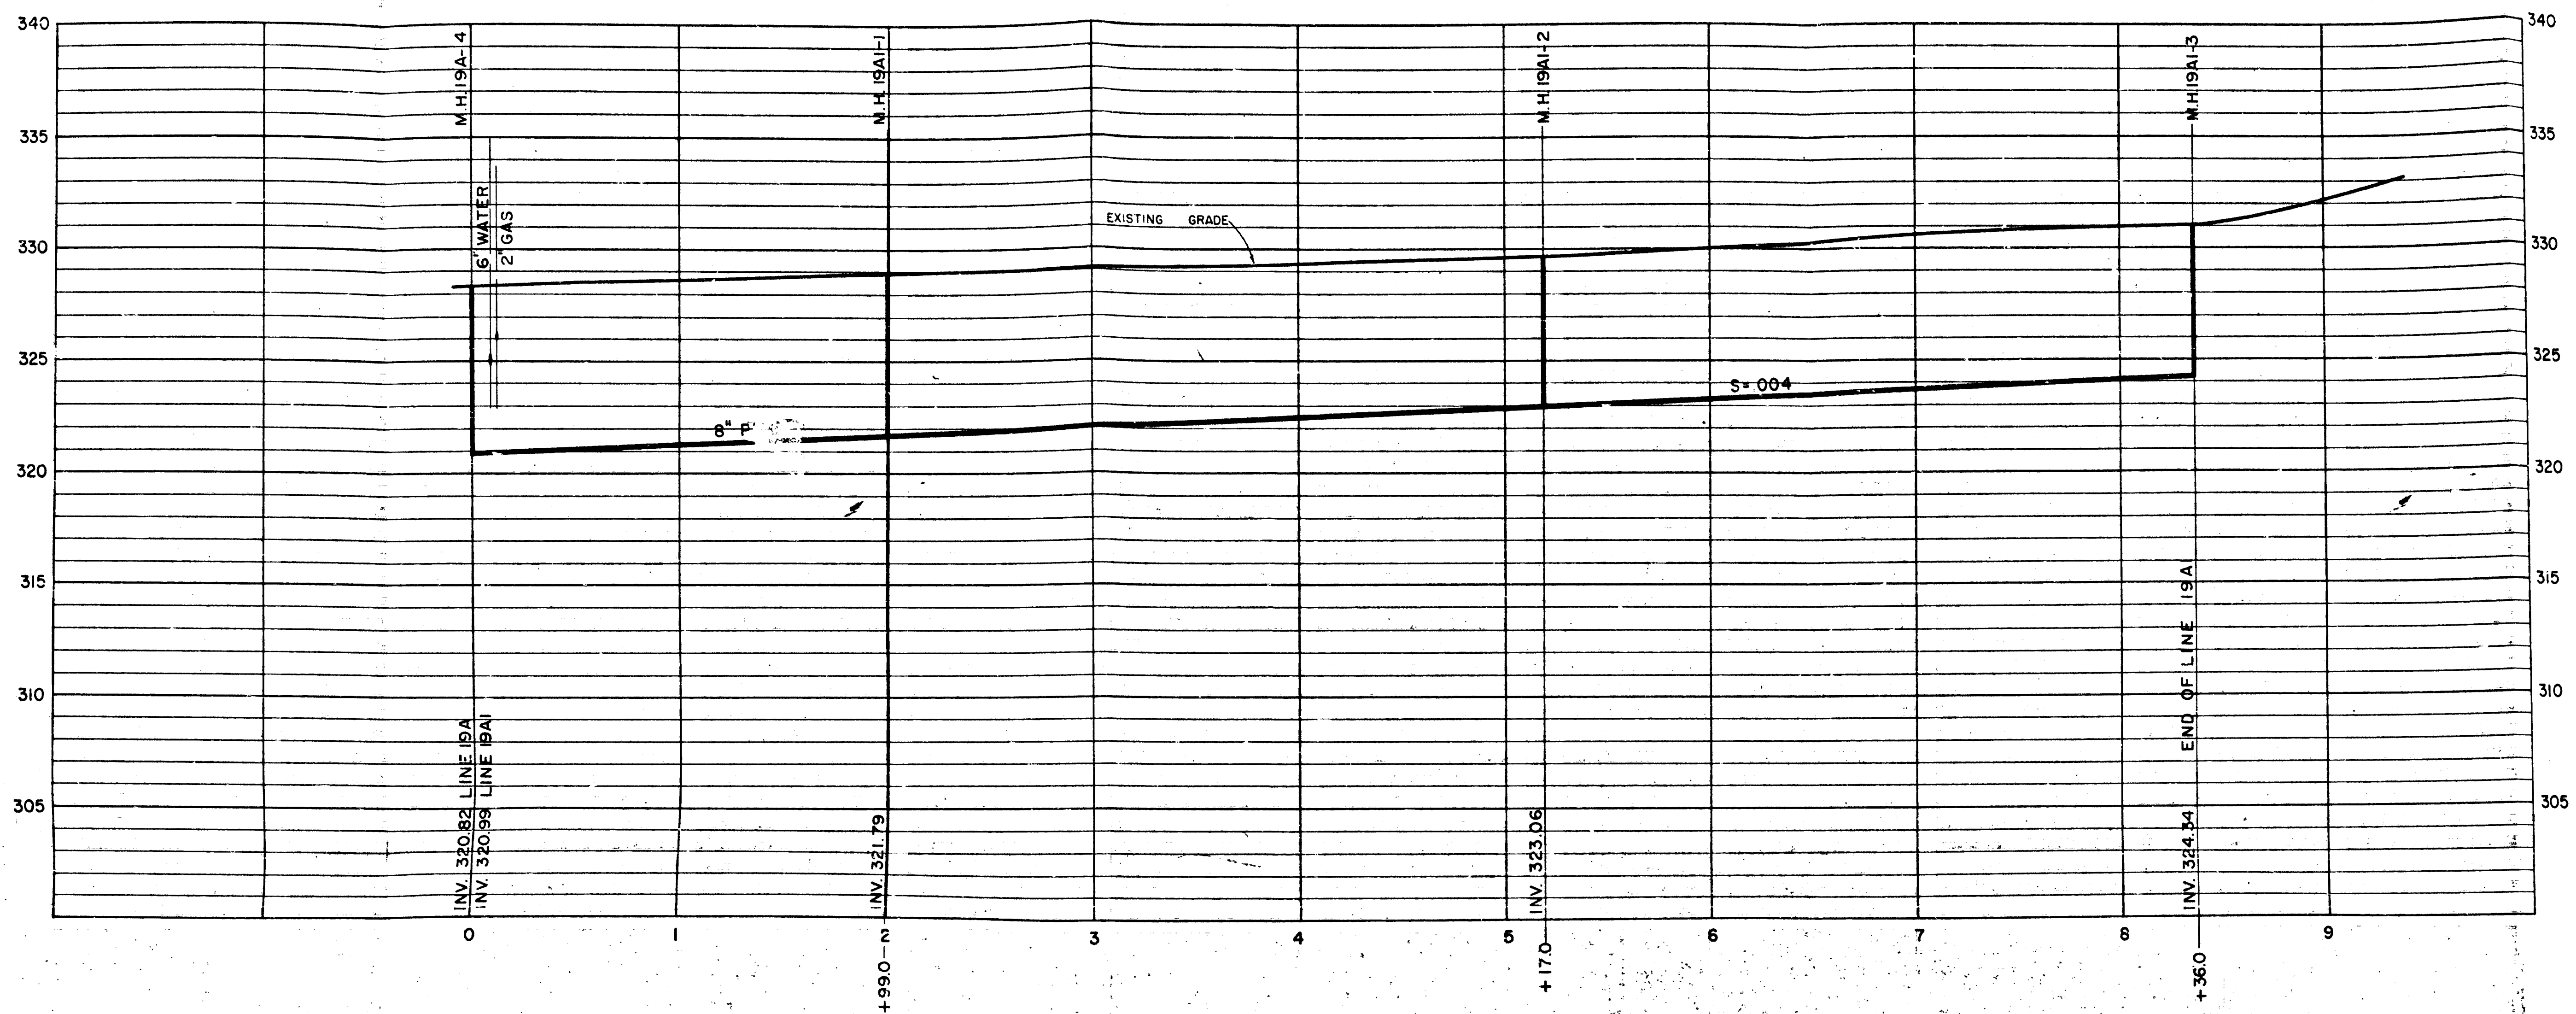 340
340
M.H. 19A-4
M.H. 19A1-1
M.H. 19A1-2
M.H. 19A1-3
335
335
6" WATER
2" GAS
EXISTING GRADE
330
330
325
325
S=.004
8" P
320
320
315
315
310
310
305
305
INV. 320.82 LINE 19A
INV. 320.99 LINE 19A1
INV. 321.79
INV. 323.06
INV. 324.34 END OF LINE 19A1
0
1
2
3
4
5
6
7
8
9
+99.0
+17.0
+36.0